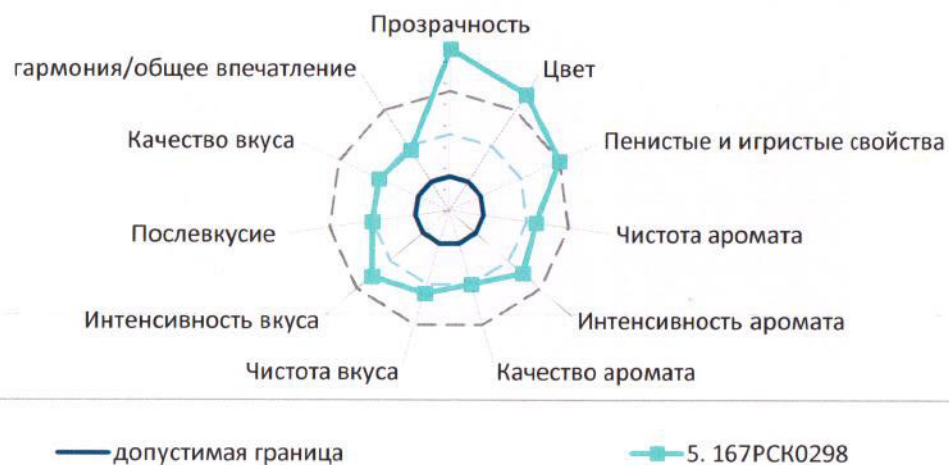 Прозрачность
гармония/общее впечатление
Цвет
Качество вкуса
Пенистые и игристые свойства
Послевкусие
Чистота аромата
Интенсивность вкуса
Интенсивность аромата
Чистота вкуса
Качество аромата
допустимая граница
5. 167РСК0298